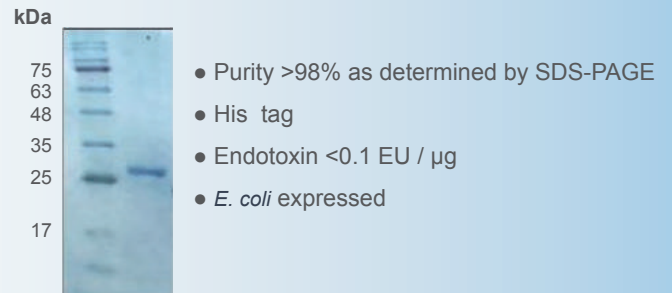 kDa
75
63
48
35
25
17
● Purity >98% as determined by SDS-PAGE
● His tag
● Endotoxin <0.1 EU / µg
● E. coli expressed